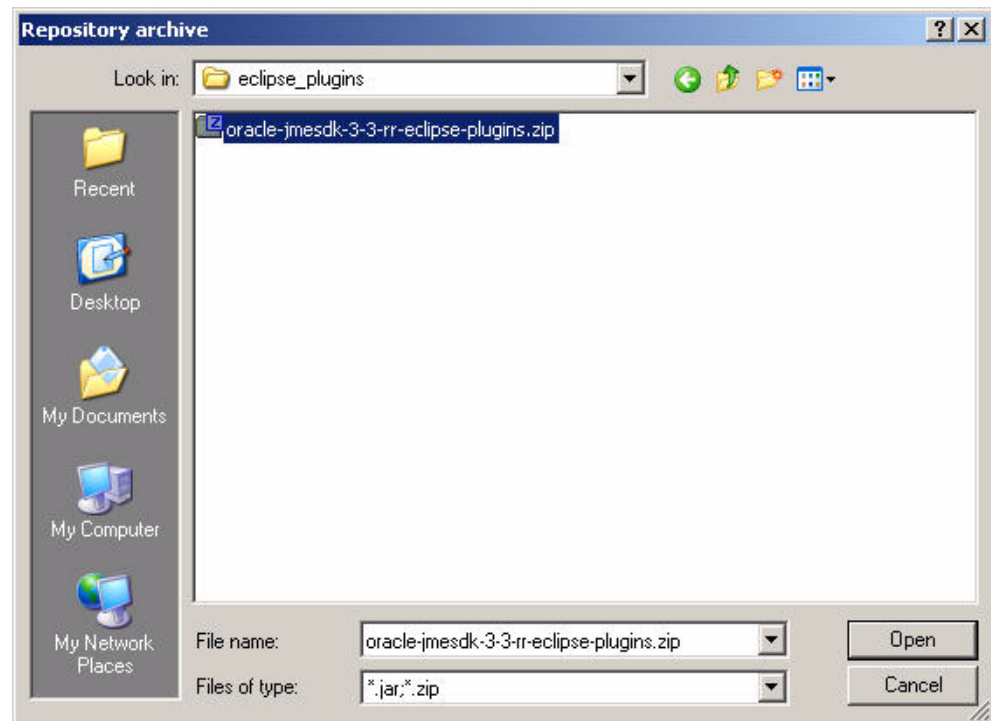 Repository archive
Look in:
eclipse_plugins
oracle-jmesdk-3-3-rr-eclipse-plugins.zip
Recent
Desktop
My Documents
My Computer
My Network
Places
File name:
oracle-jmesdk-3-3-rr-eclipse-plugins.zip
Open
Files of type:
*.jar;*.zip
Cancel